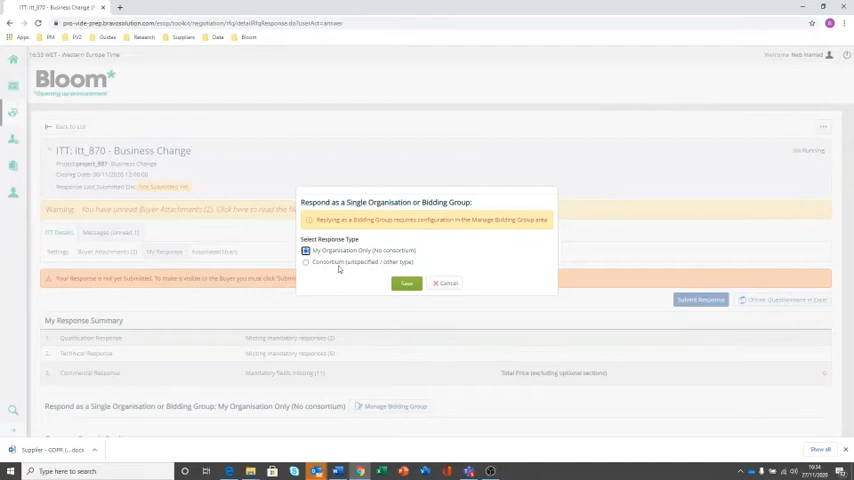 ITT: itt_870 - Business Change
pro-vide-prep.bravosolution.com/esop/toolkit/negotiation/rfq/detailRfqResponse.do?userAct=answer
Apps PM PV2 Guides Research Suppliers Data Bloom
16:33 WET - Western Europe Time
Welcome Neb Hamad
Bloom
"Opening up procurement"
Back to List
ITT: itt_870 - Business Change
Running
Project: project_887 - Business Change
Closing Date: 30/11/2020 12:00:00
Response Last Submitted On: Not Submitted Yet
Respond as a Single Organisation or Bidding Group:
Warning: You have unread Buyer Attachments (2). Click here to read the
Replying as a Bidding Group requires configuration in the Manage Bidding Group area
ITT Details Messages (Unread 1)
Select Response Type
Settings Buyer Attachments (2) My Response Associated Users
My Organisation Only (No consortium)
Consortium (unspecified / other type)
Your Response is not yet Submitted. To make it visible to the Buyer you must click 'Subm
Save Cancel
Submit Response Online Questionnaire in Excel
My Response Summary
1. Qualification Response Missing mandatory responses (2)
2. Technical Response Missing mandatory responses (6)
3. Commercial Response Mandatory fields missing (11) Total Price (excluding optional sections) 0
Respond as a Single Organisation or Bidding Group: My Organisation Only (No consortium) Manage Bidding Group
Supplier - GDPR (....docx
Show all
Type here to search
16:34
27/11/2020